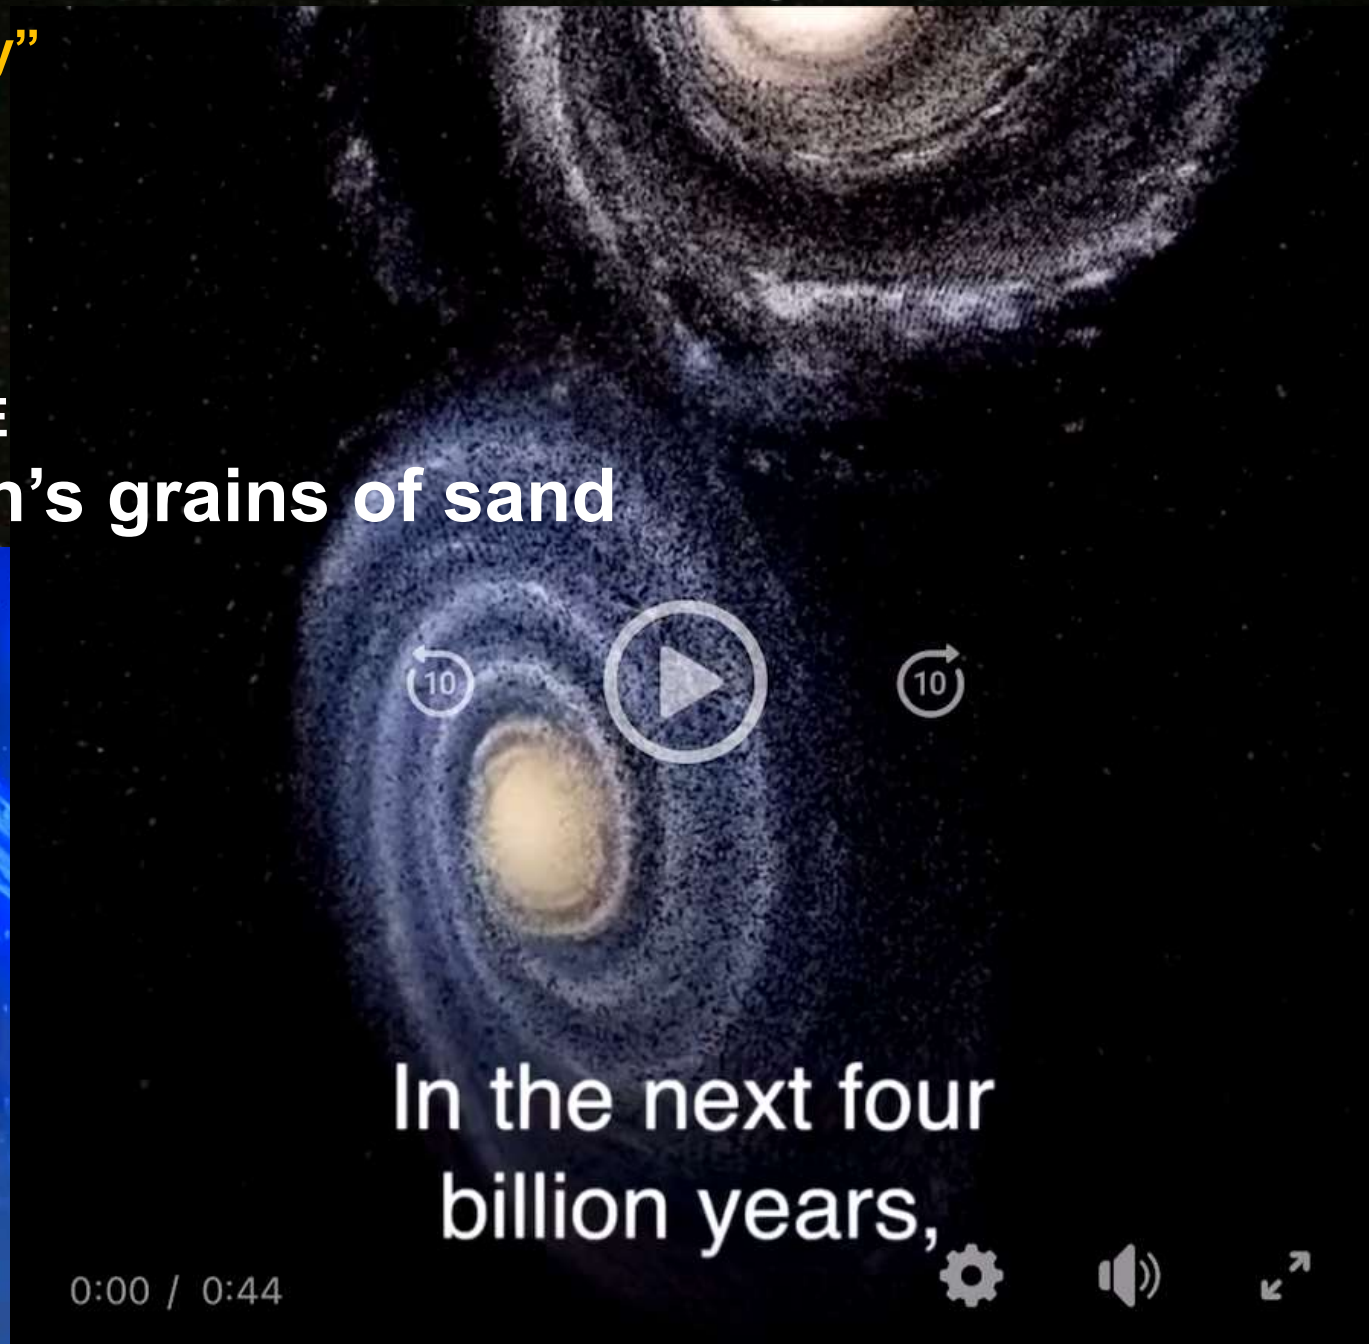 y”
E
n’s grains of sand
10
10
In the next four
billion years,
0:00 / 0:44